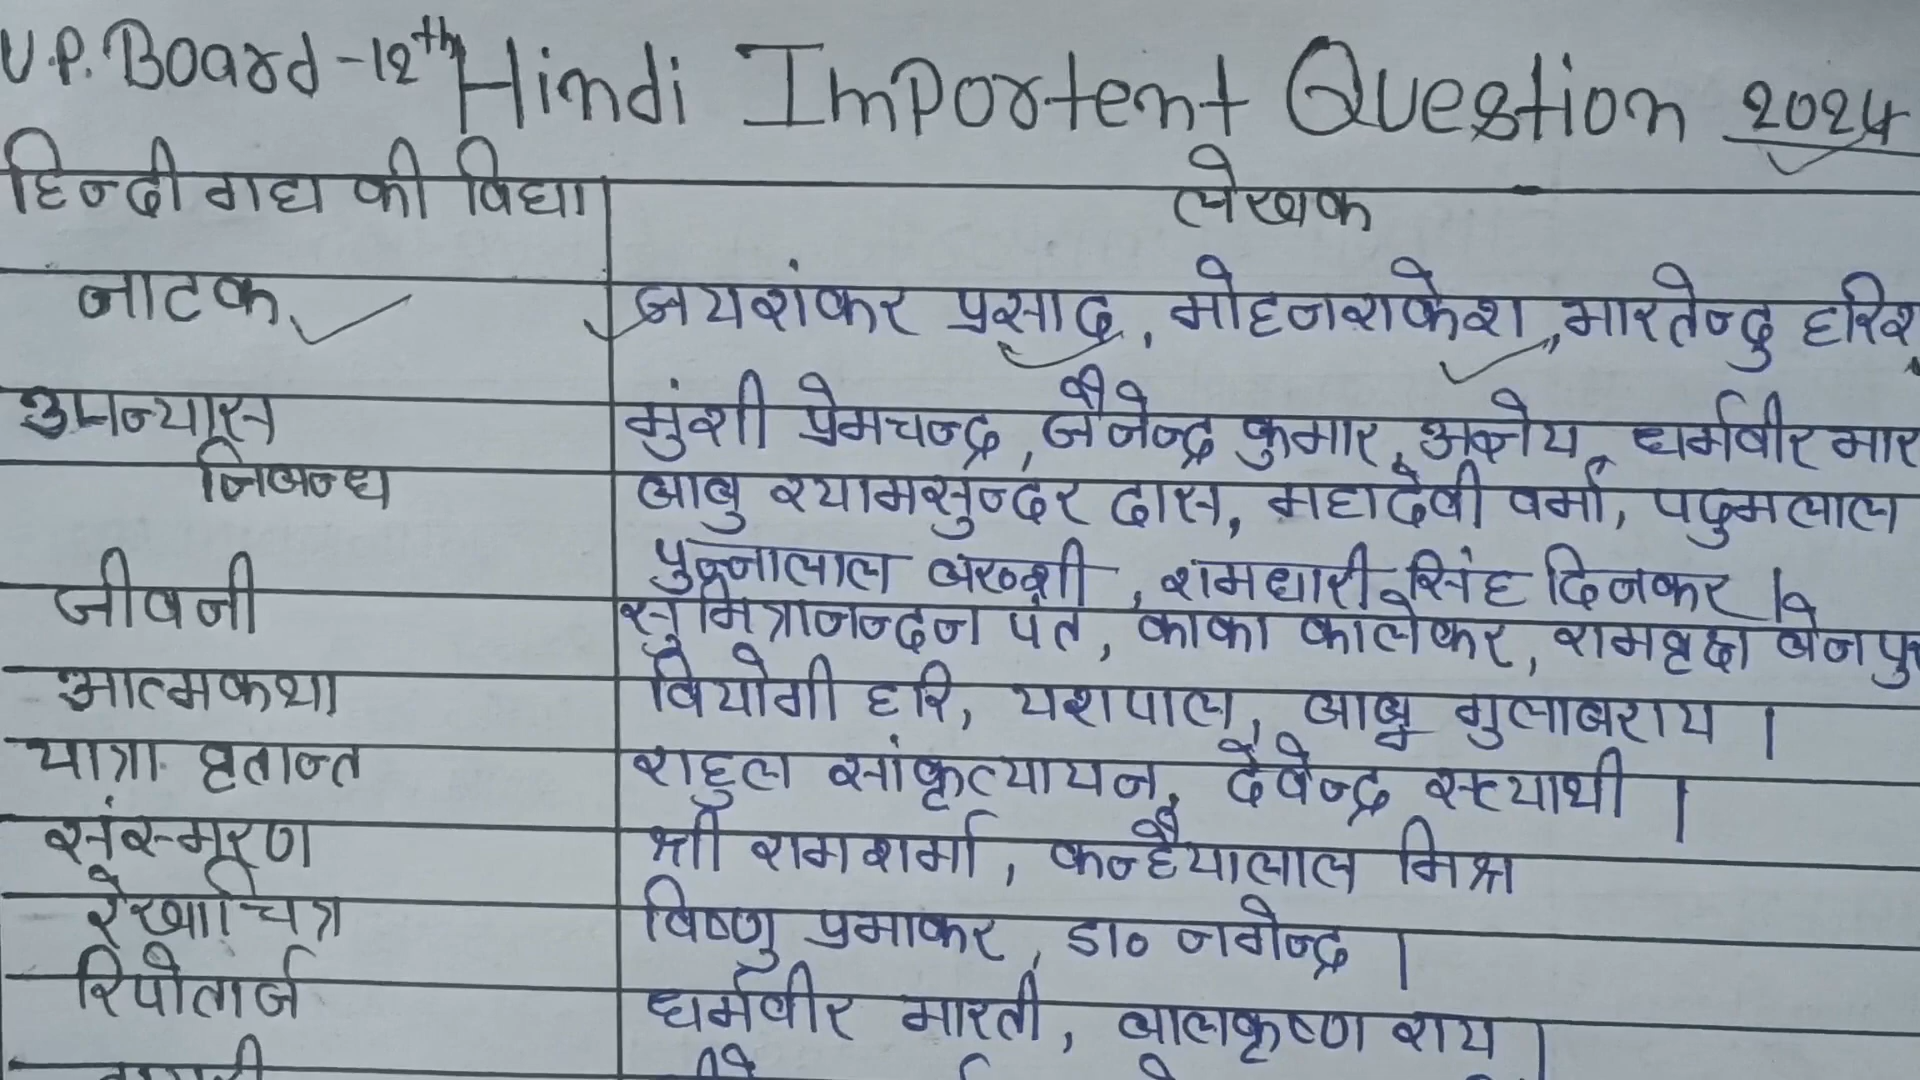 U.P. Board - 12th Hindi Importent Question 2024
हिन्दी गद्य की विद्या लेखक
नाटक जयशंकर प्रसाद, मोहनराकेश, भारतेन्दु हरिश
उपन्यास मुंशी प्रेमचन्द्र, जैनेन्द्र कुमार, अज्ञेय, धर्मवीर भार
निबन्ध बाबु श्यामसुन्दर दास, महादेवी वर्मा, पदुमलाल
पुन्नालाल बख्शी, रामधारी सिंह दिनकर।
जीवनी सुमित्रानन्दन पंत, काका कालेकर, रामवृक्ष बेनपु
आत्मकथा वियोगी हरि, यशपाल, बाबू गुलाबराय।
यात्रा वृतान्त राहुल सांकृत्यायन, देवेन्द्र सत्यार्थी।
संस्मरण श्री राम शर्मा, कन्हैयालाल मिश्र
रेखाचित्र विष्णु प्रभाकर, डा० नगेन्द्र।
रिपोतार्ज धर्मवीर भारती, बालकृष्ण राय।